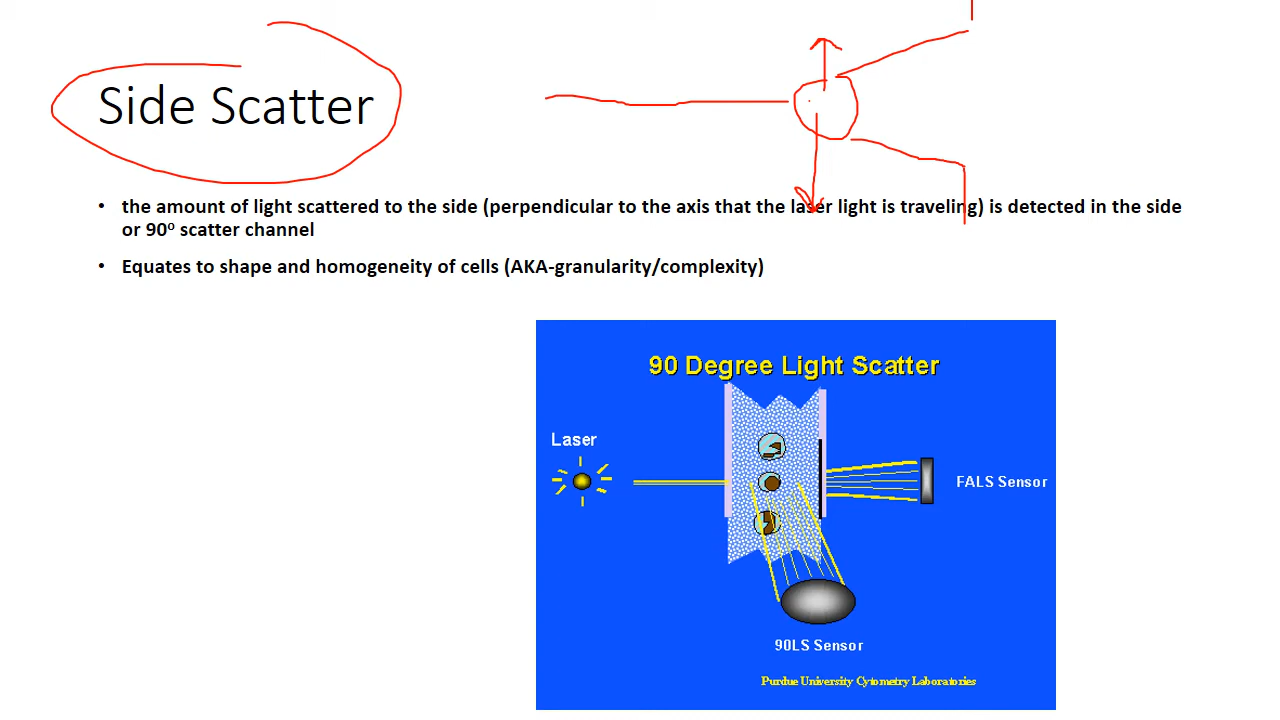 Side Scatter
• the amount of light scattered to the side (perpendicular to the axis that the laser light is traveling) is detected in the side
or 90º scatter channel
• Equates to shape and homogeneity of cells (AKA-granularity/complexity)
90 Degree Light Scatter
Laser
FALS Sensor
90LS Sensor
Purdue University Cytometry Laboratories